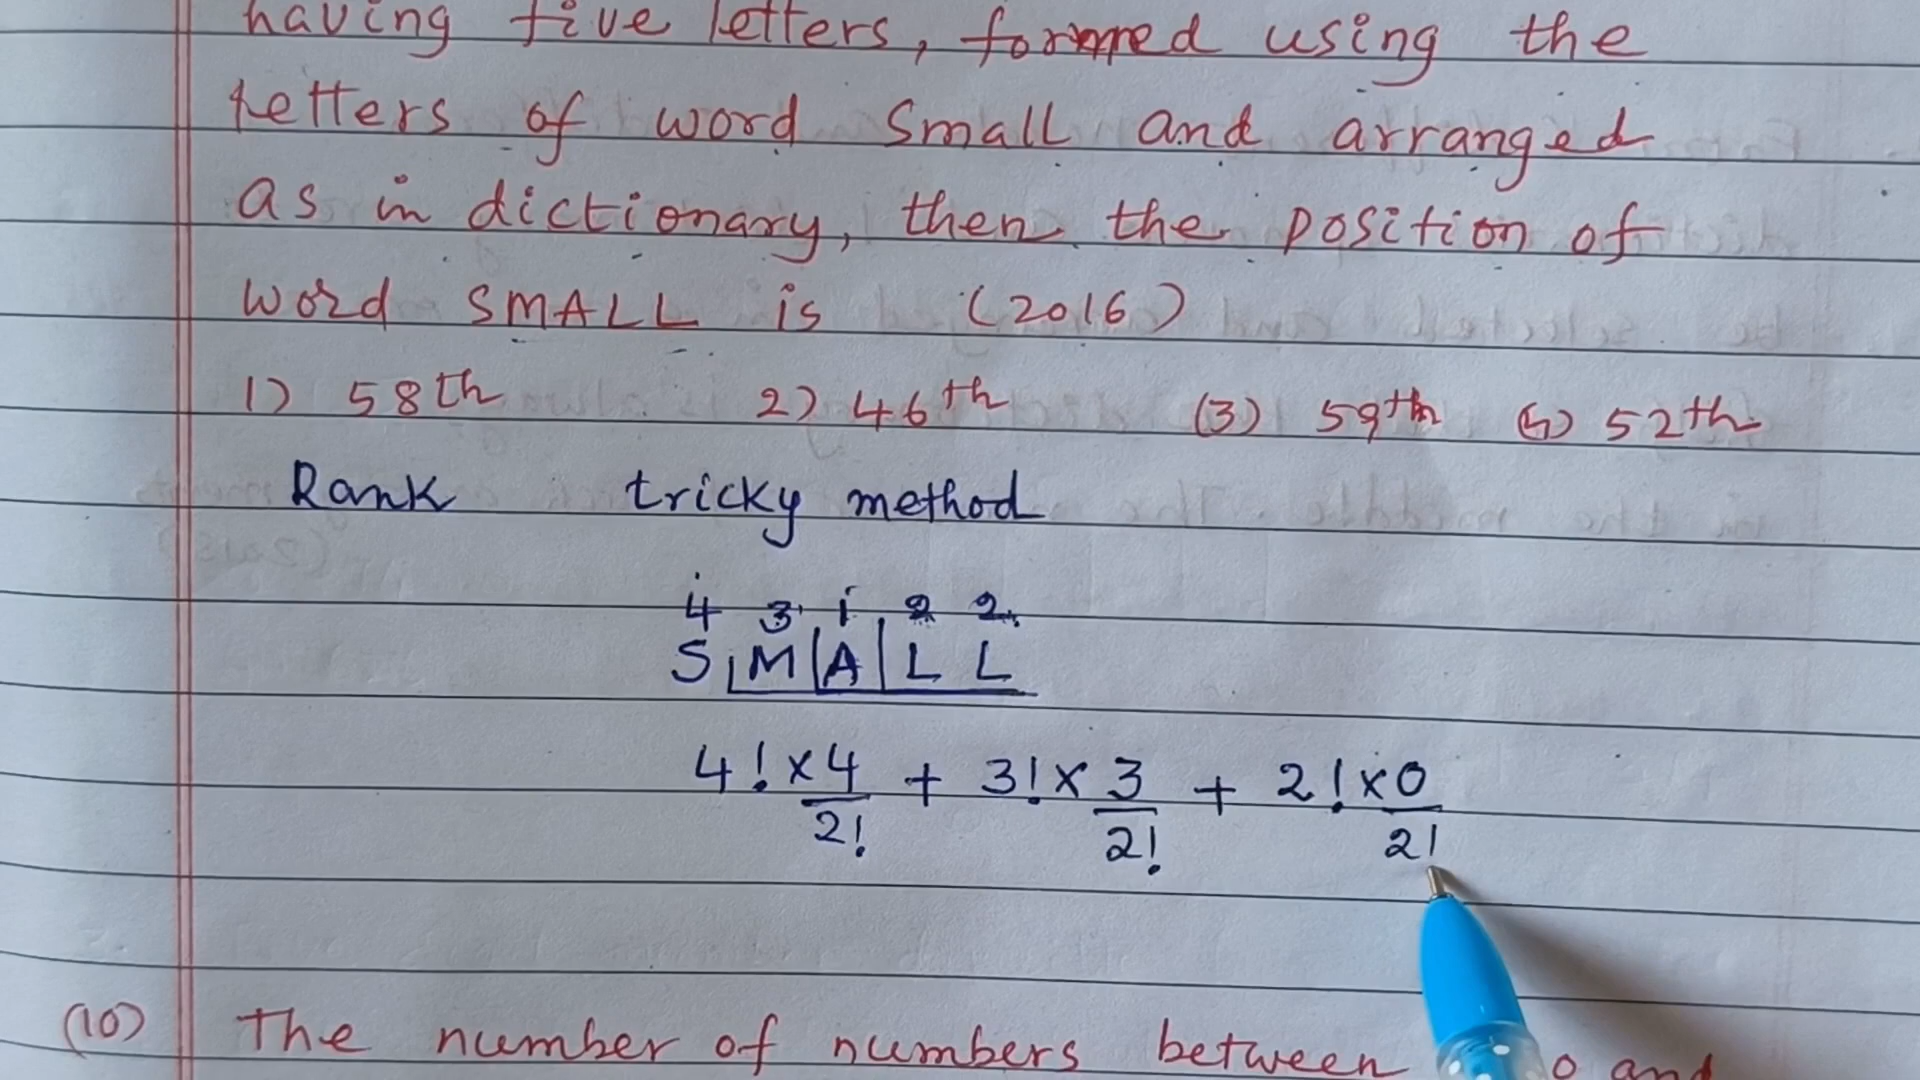 having five letters, formed using the
letters of word Small and arranged
as in dictionary, then the position of
word SMALL is (2016)
1) 58th 2) 46th (3) 59th (4) 52th
Rank tricky method
4 3 1 2 2
S M A L L
4! × 4/2! + 3! × 3/2! + 2! × 0/2!
(10) The number of numbers between 0 and